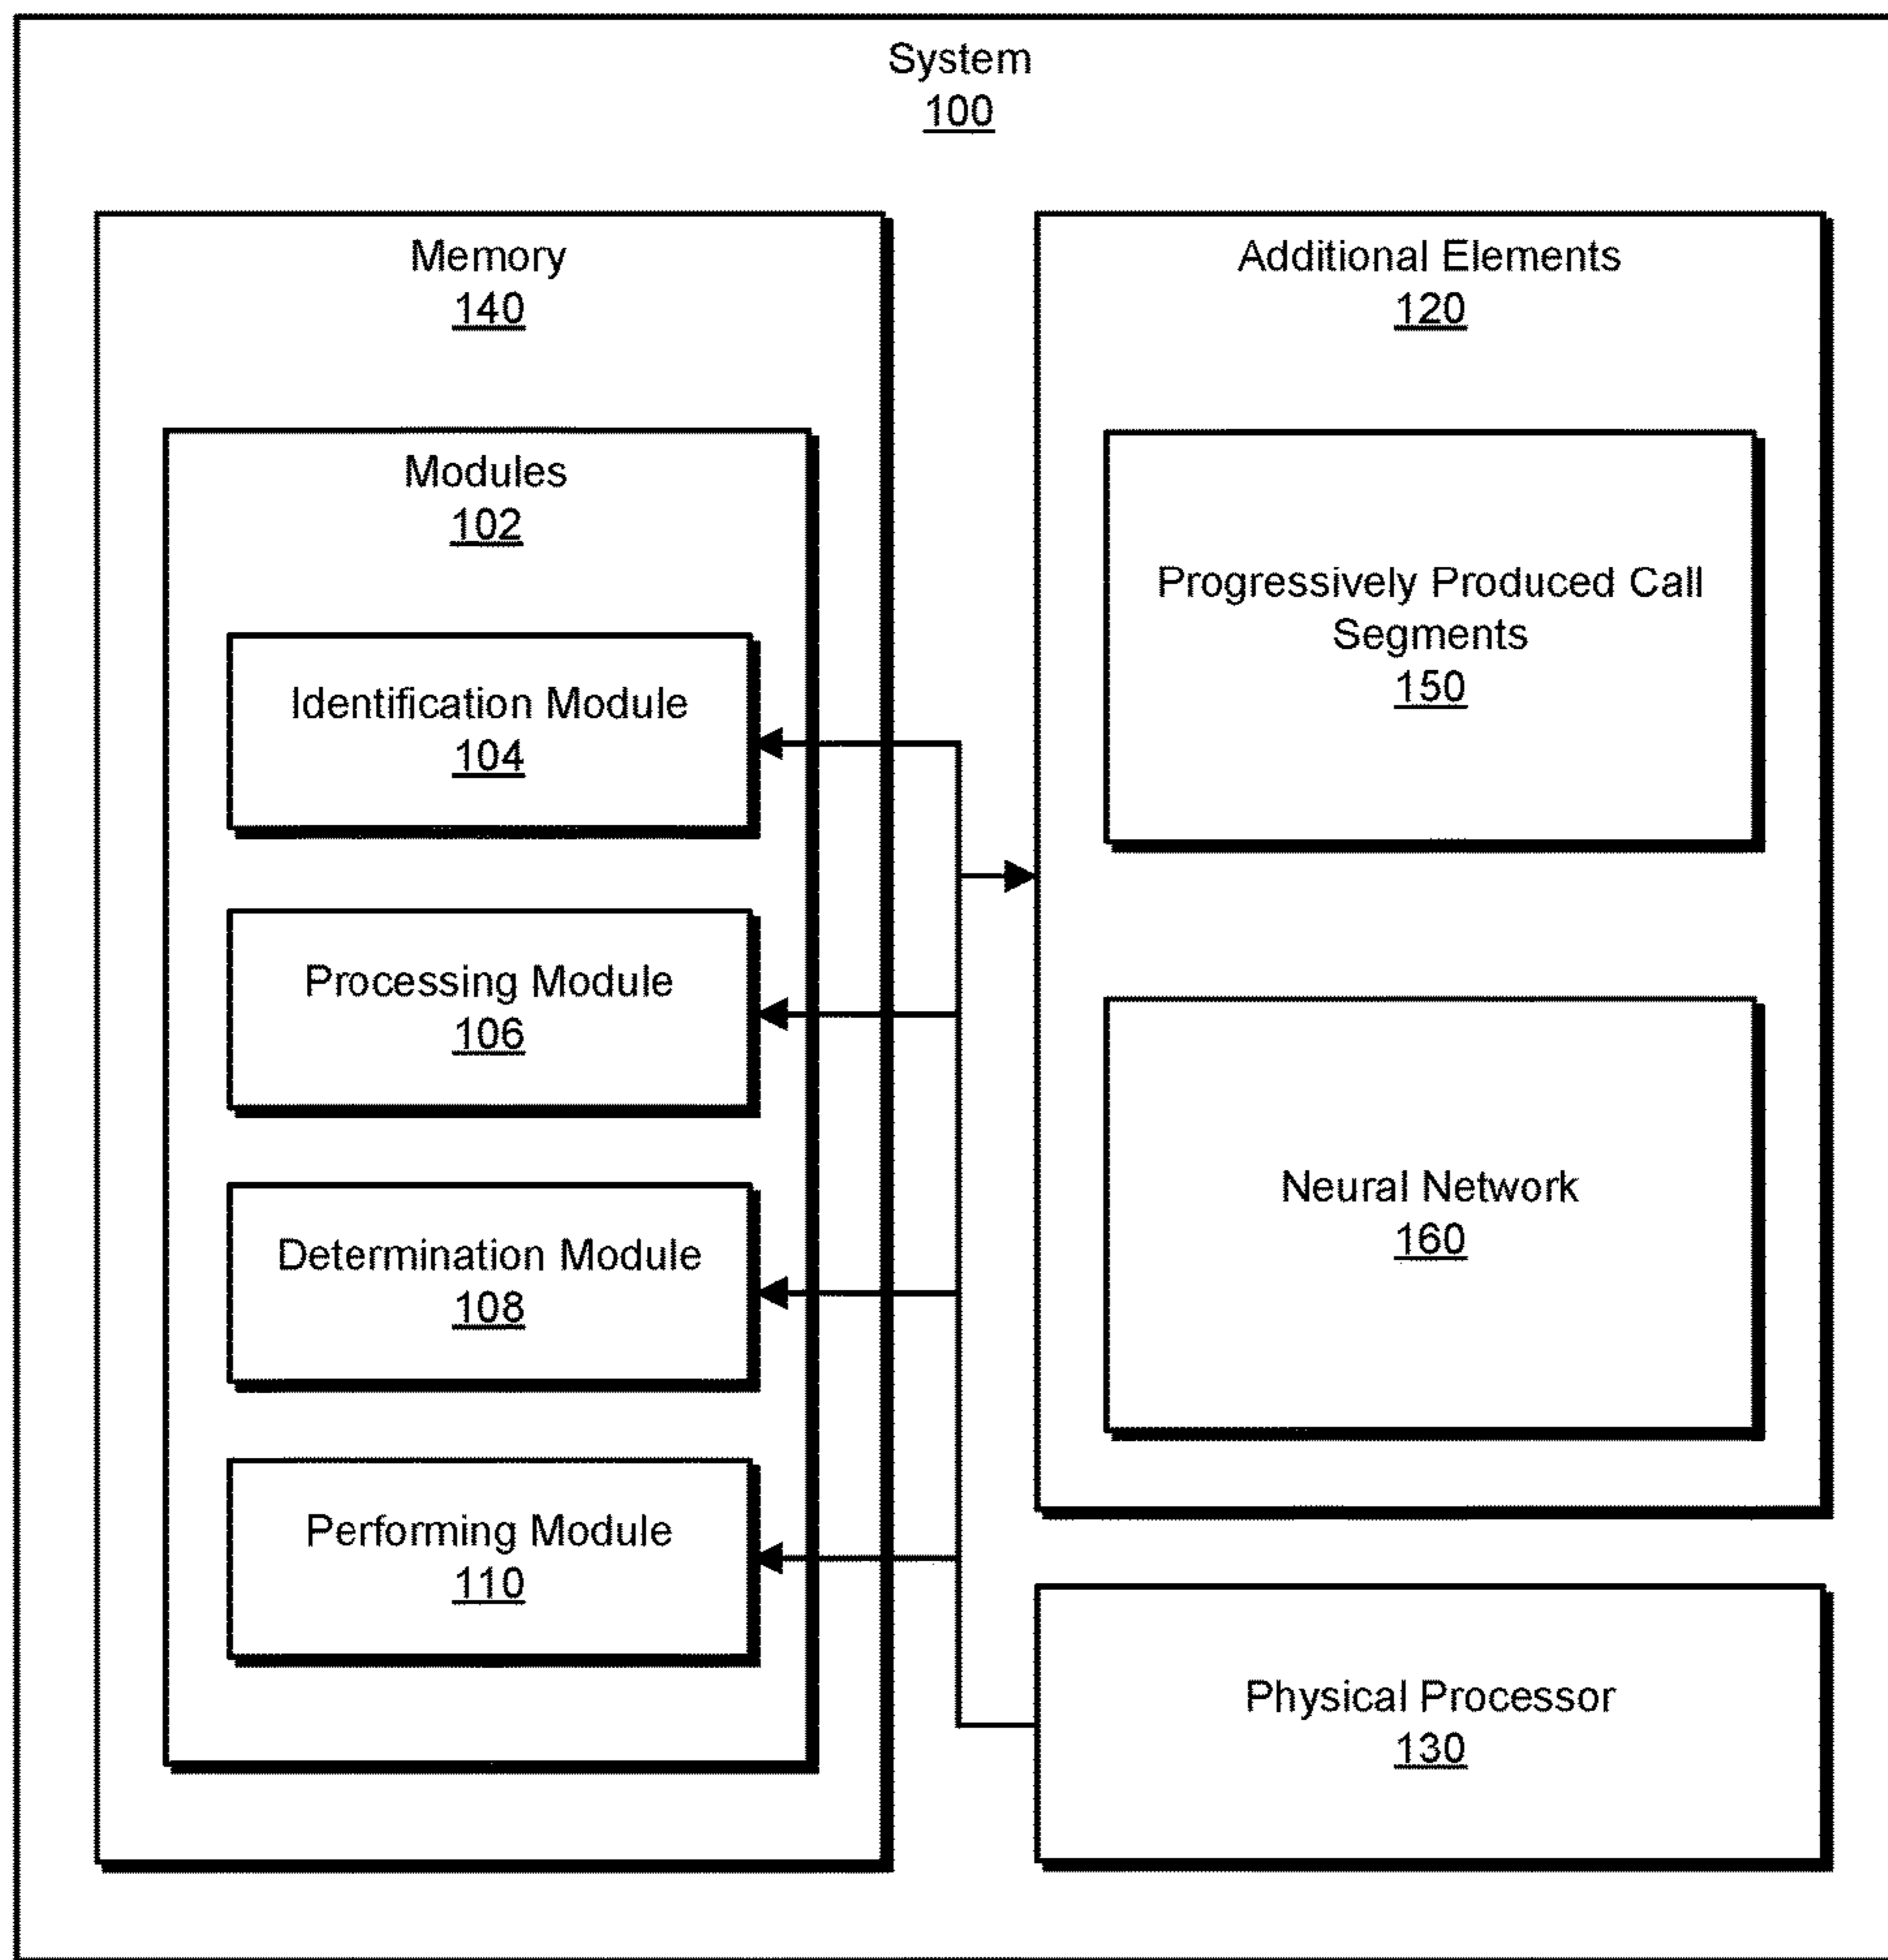 System
100
Memory
140
Modules
102
Identification Module
104
Processing Module
106
Determination Module
108
Performing Module
110
Additional Elements
120
Progressively Produced Call
Segments
150
Neural Network
160
Physical Processor
130